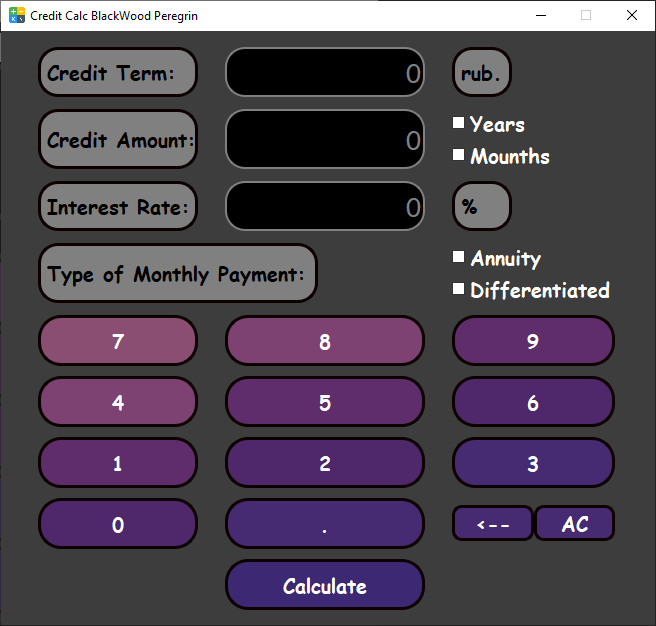 Credit Calc BlackWood Peregrin
Credit Term:
0
rub.
Credit Amount:
0
Years
Mounths
Interest Rate:
0
%
Type of Monthly Payment:
Annuity
Differentiated
7
8
9
4
5
6
1
2
3
0
.
<--
AC
Calculate